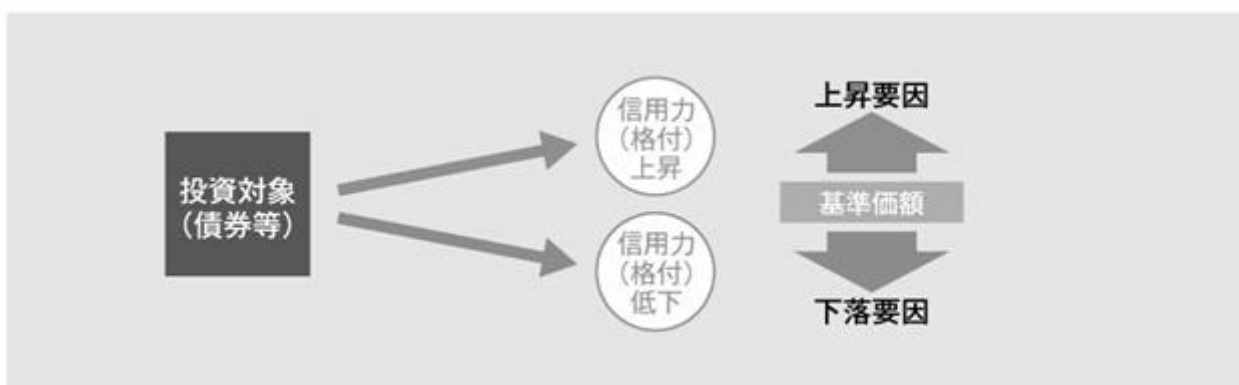 投資対象
（債券等）
信用力
（格付）
上昇
信用力
（格付）
低下
上昇要因
基準価額
下落要因